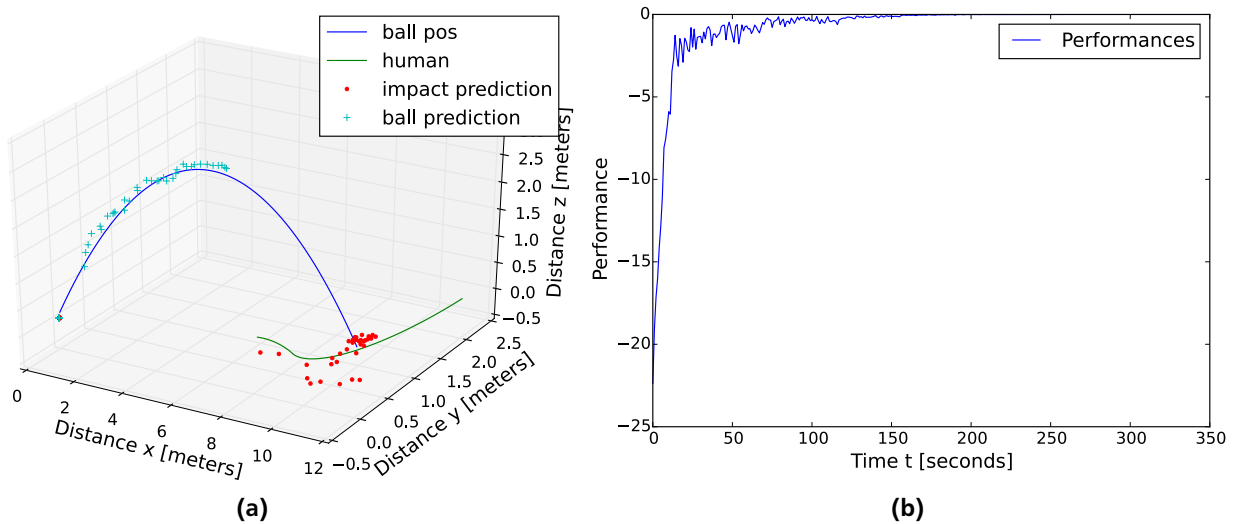 ball pos
human
impact prediction
ball prediction
2.5
2.0
1.5
1.0
0.5
0.0
−0.5
Distance z [meters]
0
2
4
6
8
10
12
Distance x [meters]
−0.5
0.0
0.5
1.0
1.5
2.0
2.5
Distance y [meters]
(a)
Performances
0
−5
−10
−15
−20
−25
Performance
0
50
100
150
200
250
300
350
Time t [seconds]
(b)